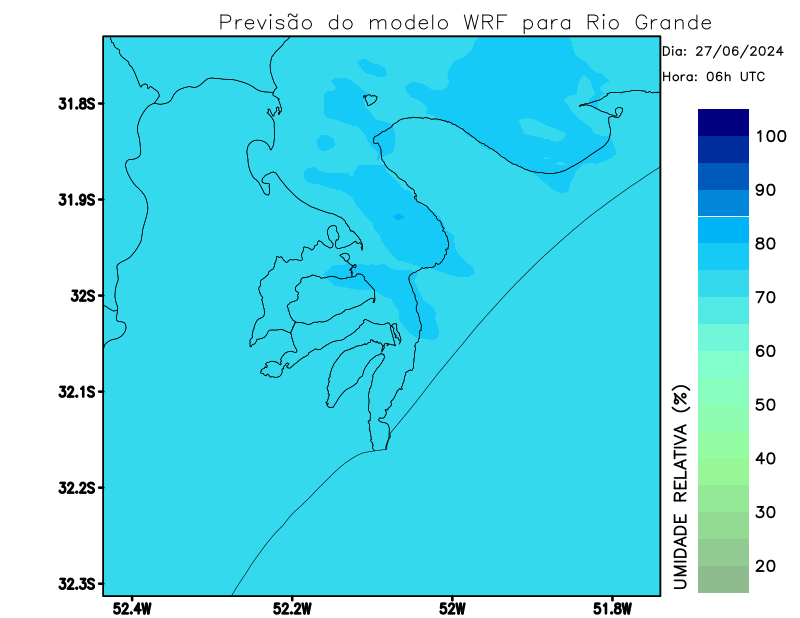 Previsão do modelo WRF para Rio Grande
Dia: 27/06/2024
Hora: 06h UTC
31.8S
31.9S
32S
32.1S
32.2S
32.3S
52.4W
52.2W
52W
51.8W
100
90
80
70
60
50
40
30
20
UMIDADE RELATIVA (%)